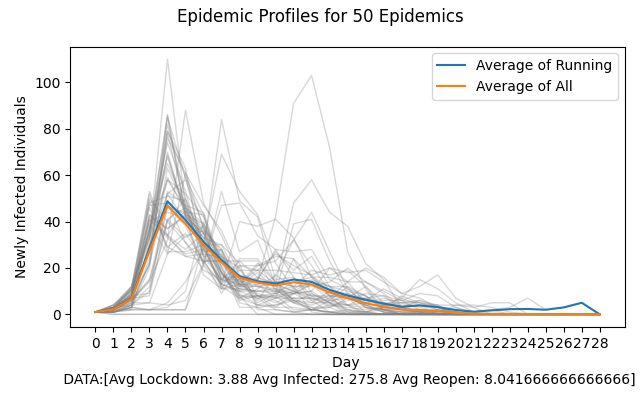 Epidemic Profiles for 50 Epidemics
Average of Running
Average of All
Newly Infected Individuals
100
80
60
40
20
0
0 1 2 3 4 5 6 7 8 9 10 11 12 13 14 15 16 17 18 19 20 21 22 23 24 25 26 27 28
Day
DATA:[Avg Lockdown: 3.88 Avg Infected: 275.8 Avg Reopen: 8.041666666666666]